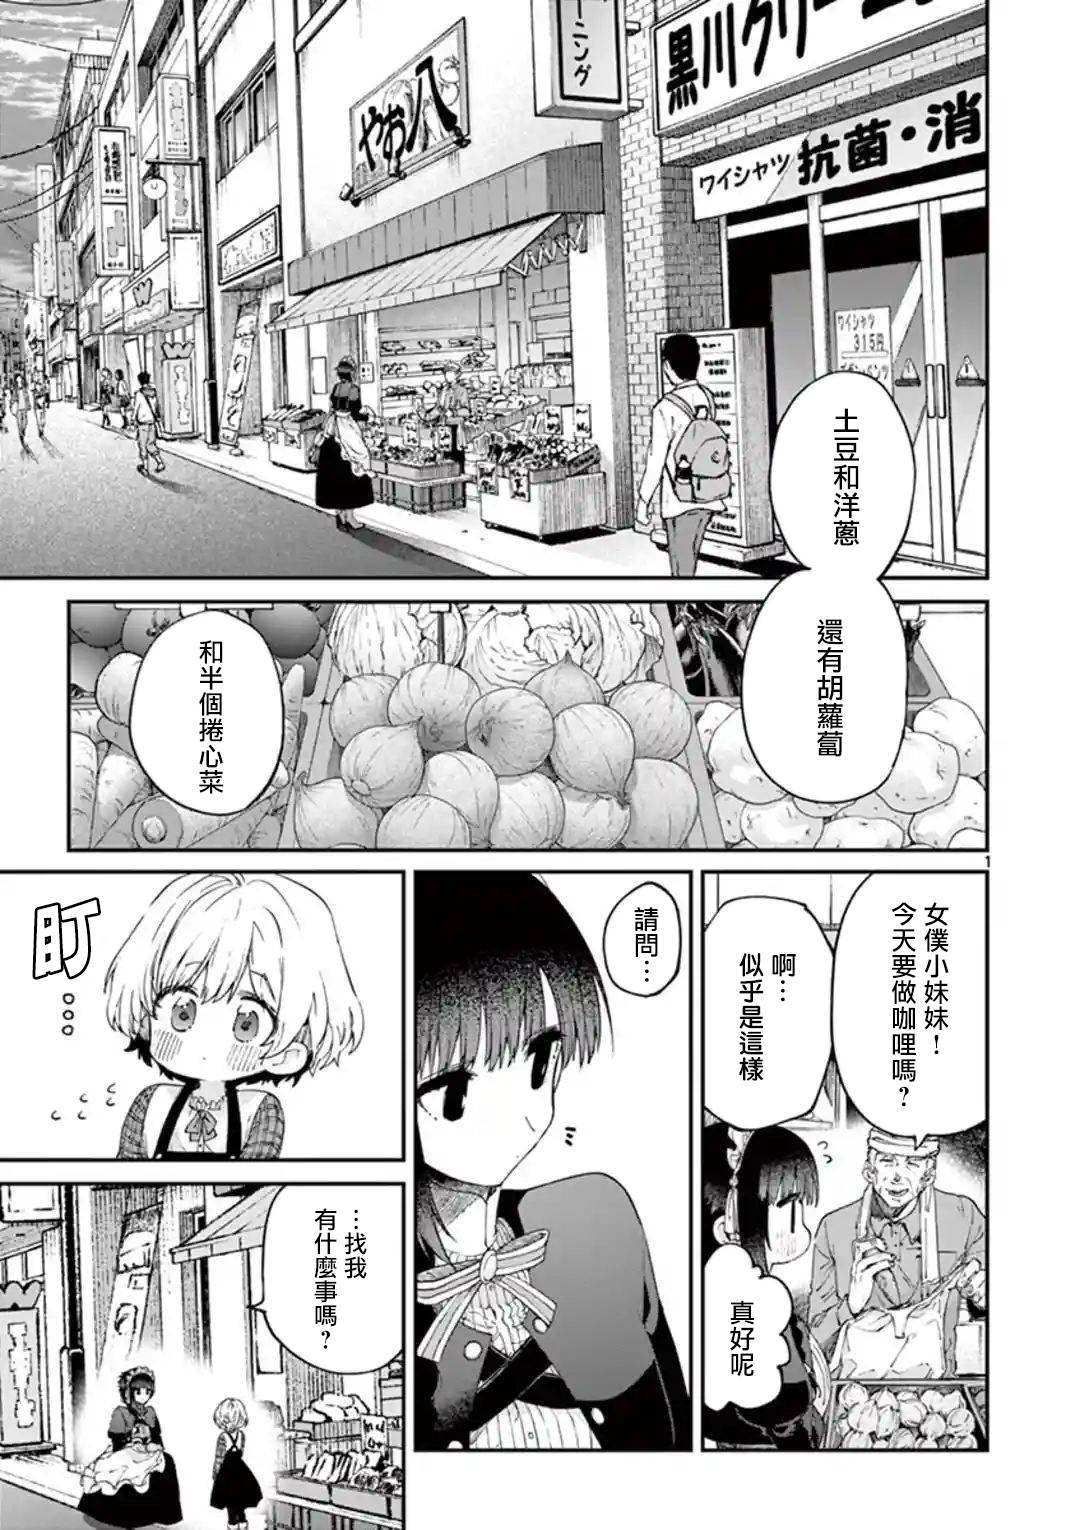 黒川クリーニ
ーニング
ワイシャツ 抗菌・消
やお八
ワイシャツ
315円
土豆和洋蔥
還有胡蘿蔔
和半個捲心菜
1
女僕小妹妹！
今天要做咖哩嗎？
啊…
似乎是這樣
真好呢
請問…
盯…
…找我
有什麼事嗎？